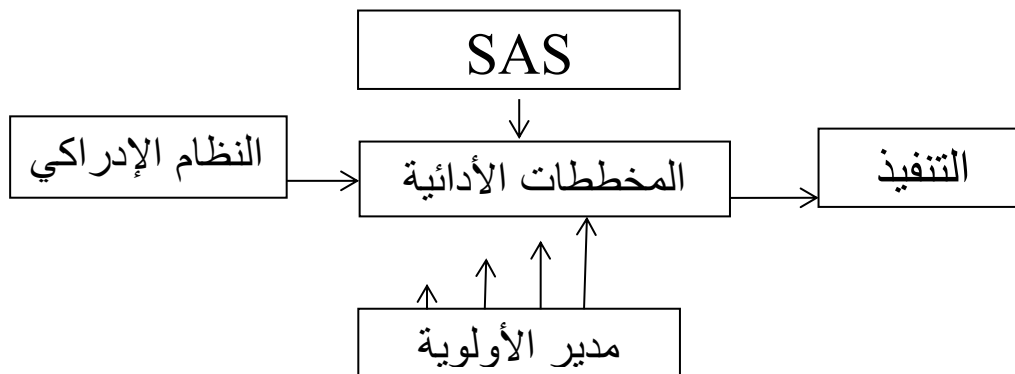 SAS
النظام الإدراكي
المخططات الأدائية
التنفيذ
مدير الأولوية